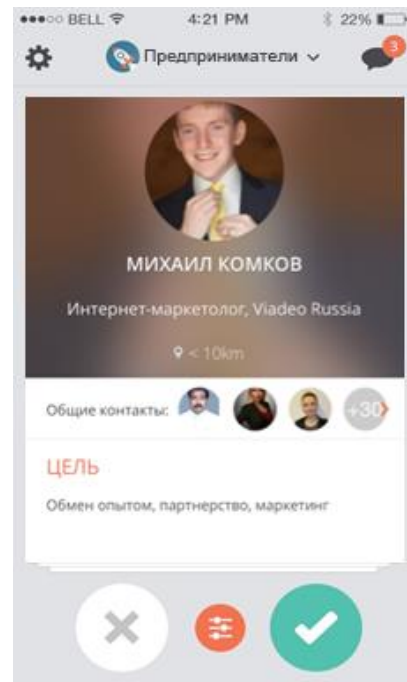 BELL 4:21 PM 22%
Предприниматели
3
МИХАИЛ КОМКОВ
Интернет-маркетолог, Viadeo Russia
< 10km
Общие контакты: +30
ЦЕЛЬ
Обмен опытом, партнерство, маркетинг